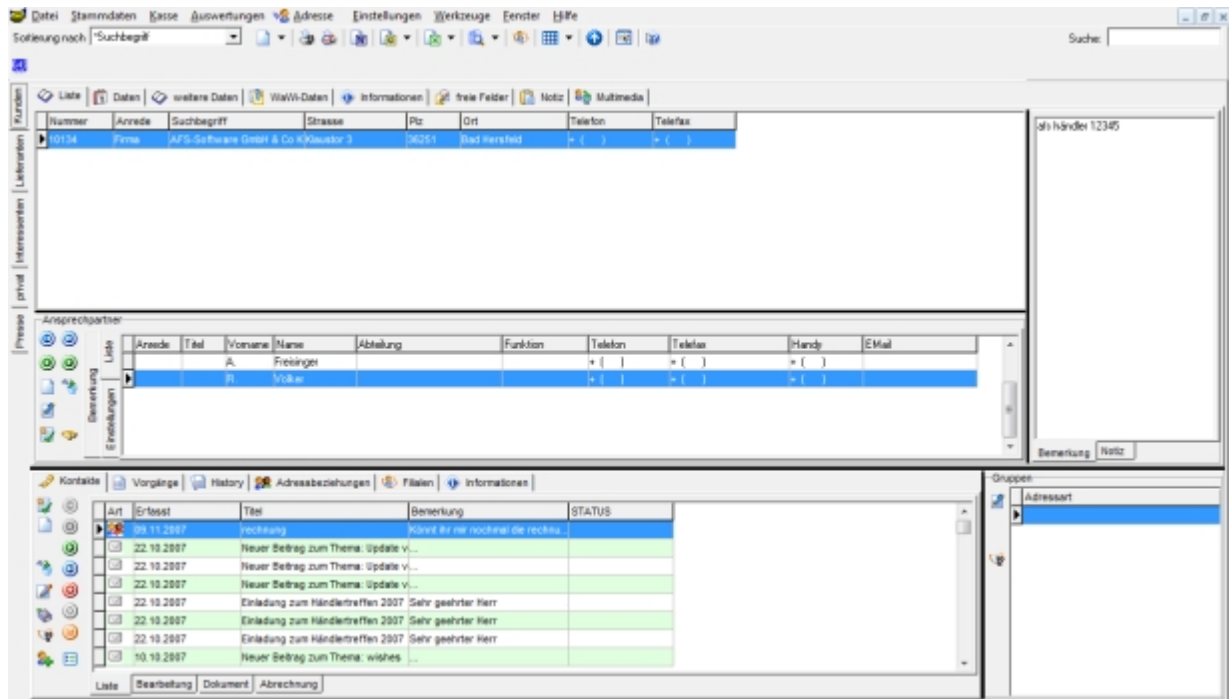 Datei Stammdaten Kasse Auswertungen Adresse Einstellungen Werkzeuge Fenster Hilfe
Sortierung nach *Suchbegriff Suche:
Kunden
Lieferanten
Interessenten
privat
Presse
Liste Daten weitere Daten WaWi-Daten Informationen freie Felder Notiz Multimedia
Nummer Anrede Suchbegriff Strasse Plz Ort Telefon Telefax
10134 Firma AFS-Software GmbH & Co K Klaustor 3 36251 Bad Hersfeld + ( ) + ( )
als händler 12345
Bemerkung Notiz
Ansprechpartner
Bemerkung
Liste
Einstellungen
Anrede Titel Vorname Name Abteilung Funktion Telefon Telefax Handy EMail
A. Freisinger + ( ) + ( ) + ( )
R. Volker + ( ) + ( ) + ( )
Kontakte Vorgänge History Adressbeziehungen Filialen Informationen
Art Erfasst Titel Bemerkung STATUS
09.11.2007 rechnung Könnt ihr mir nochmal die rechnu...
22.10.2007 Neuer Beitrag zum Thema: Update v... ...
22.10.2007 Neuer Beitrag zum Thema: Update v... ...
22.10.2007 Neuer Beitrag zum Thema: Update v... ...
22.10.2007 Einladung zum Händlertreffen 2007 Sehr geehrter Herr
22.10.2007 Einladung zum Händlertreffen 2007 Sehr geehrter Herr
22.10.2007 Einladung zum Händlertreffen 2007 Sehr geehrter Herr
10.10.2007 Neuer Beitrag zum Thema: wishes ...
Liste Bearbeitung Dokument Abrechnung
Gruppen
Adressart